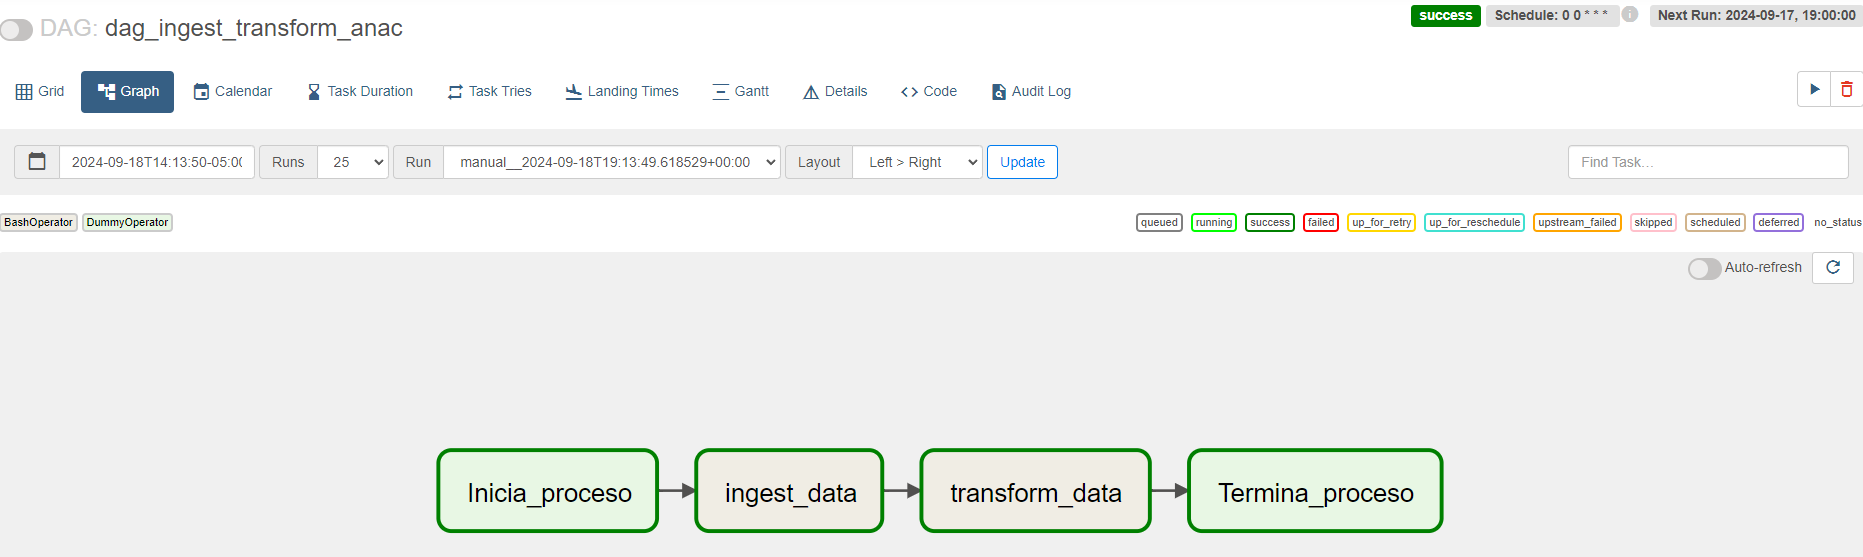 DAG: dag_ingest_transform_anac
success Schedule: 0 0 * * * i Next Run: 2024-09-17, 19:00:00
Grid Graph Calendar Task Duration Task Tries Landing Times Gantt Details Code Audit Log
2024-09-18T14:13:50-05:00 Runs 25 Run manual__2024-09-18T19:13:49.618529+00:00 Layout Left > Right Update Find Task…
BashOperator DummyOperator queued running success failed up_for_retry up_for_reschedule upstream_failed skipped scheduled deferred no_status
Auto-refresh
Inicia_proceso ingest_data transform_data Termina_proceso